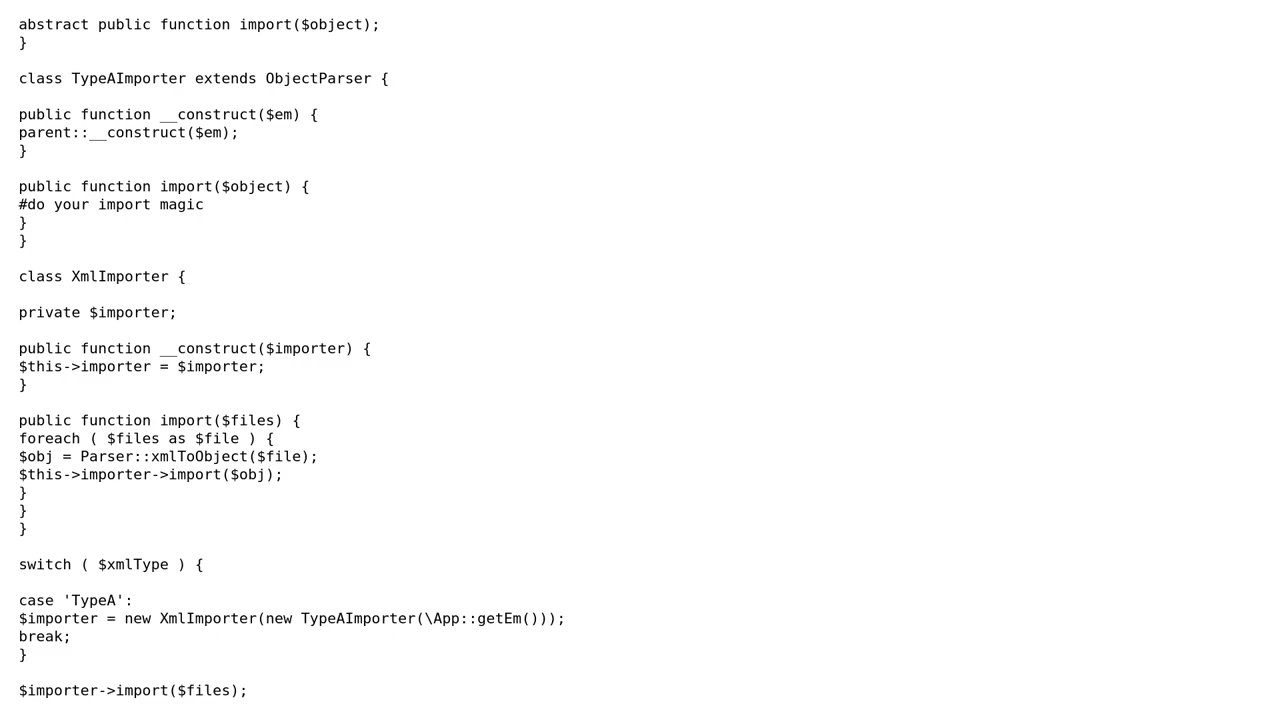 abstract public function import($object);
}
class TypeAImporter extends ObjectParser {
public function __construct($em) {
parent::__construct($em);
}
public function import($object) {
#do your import magic
}
}
class XmlImporter {
private $importer;
public function __construct($importer) {
$this->importer = $importer;
}
public function import($files) {
foreach ( $files as $file ) {
$obj = Parser::xmlToObject($file);
$this->importer->import($obj);
}
}
}
switch ( $xmlType ) {
case 'TypeA':
$importer = new XmlImporter(new TypeAImporter(\App::getEm()));
break;
}
$importer->import($files);